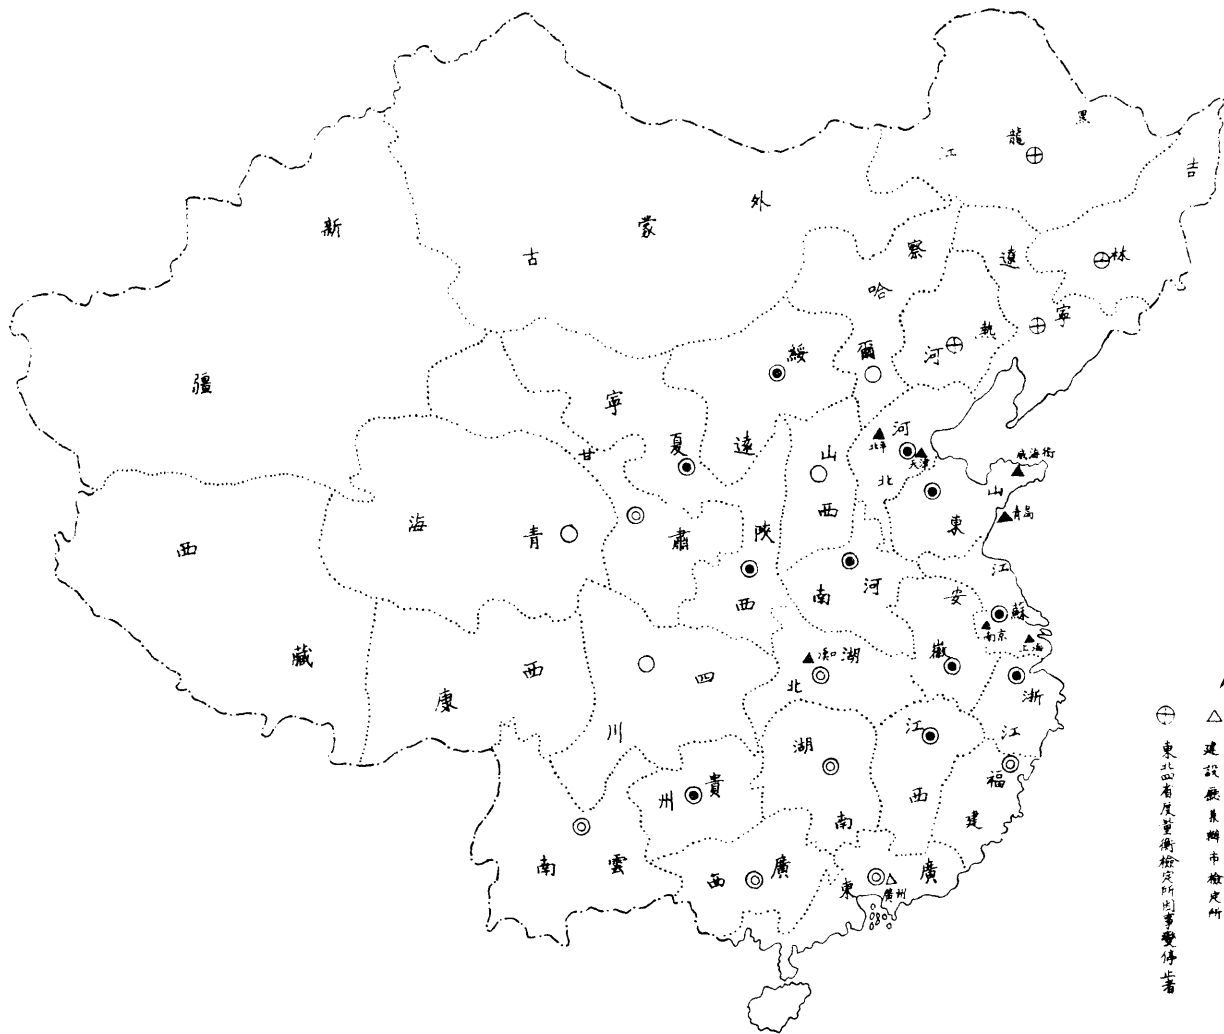 黑龍江
吉林
遼寧
熱河
察哈爾
外蒙古
新疆
綏遠
寧夏
甘肅
青海
西藏
西康
陝西
山西
河北
北平
天津
山東
威海衛
青島
河南
江蘇
南京
上海
安徽
湖北
漢口
四川
浙江
江西
湖南
貴州
福建
雲南
廣西
廣東
廣州
建設廳兼辦市檢定所
東北四省度量衡檢定所因事變停止者